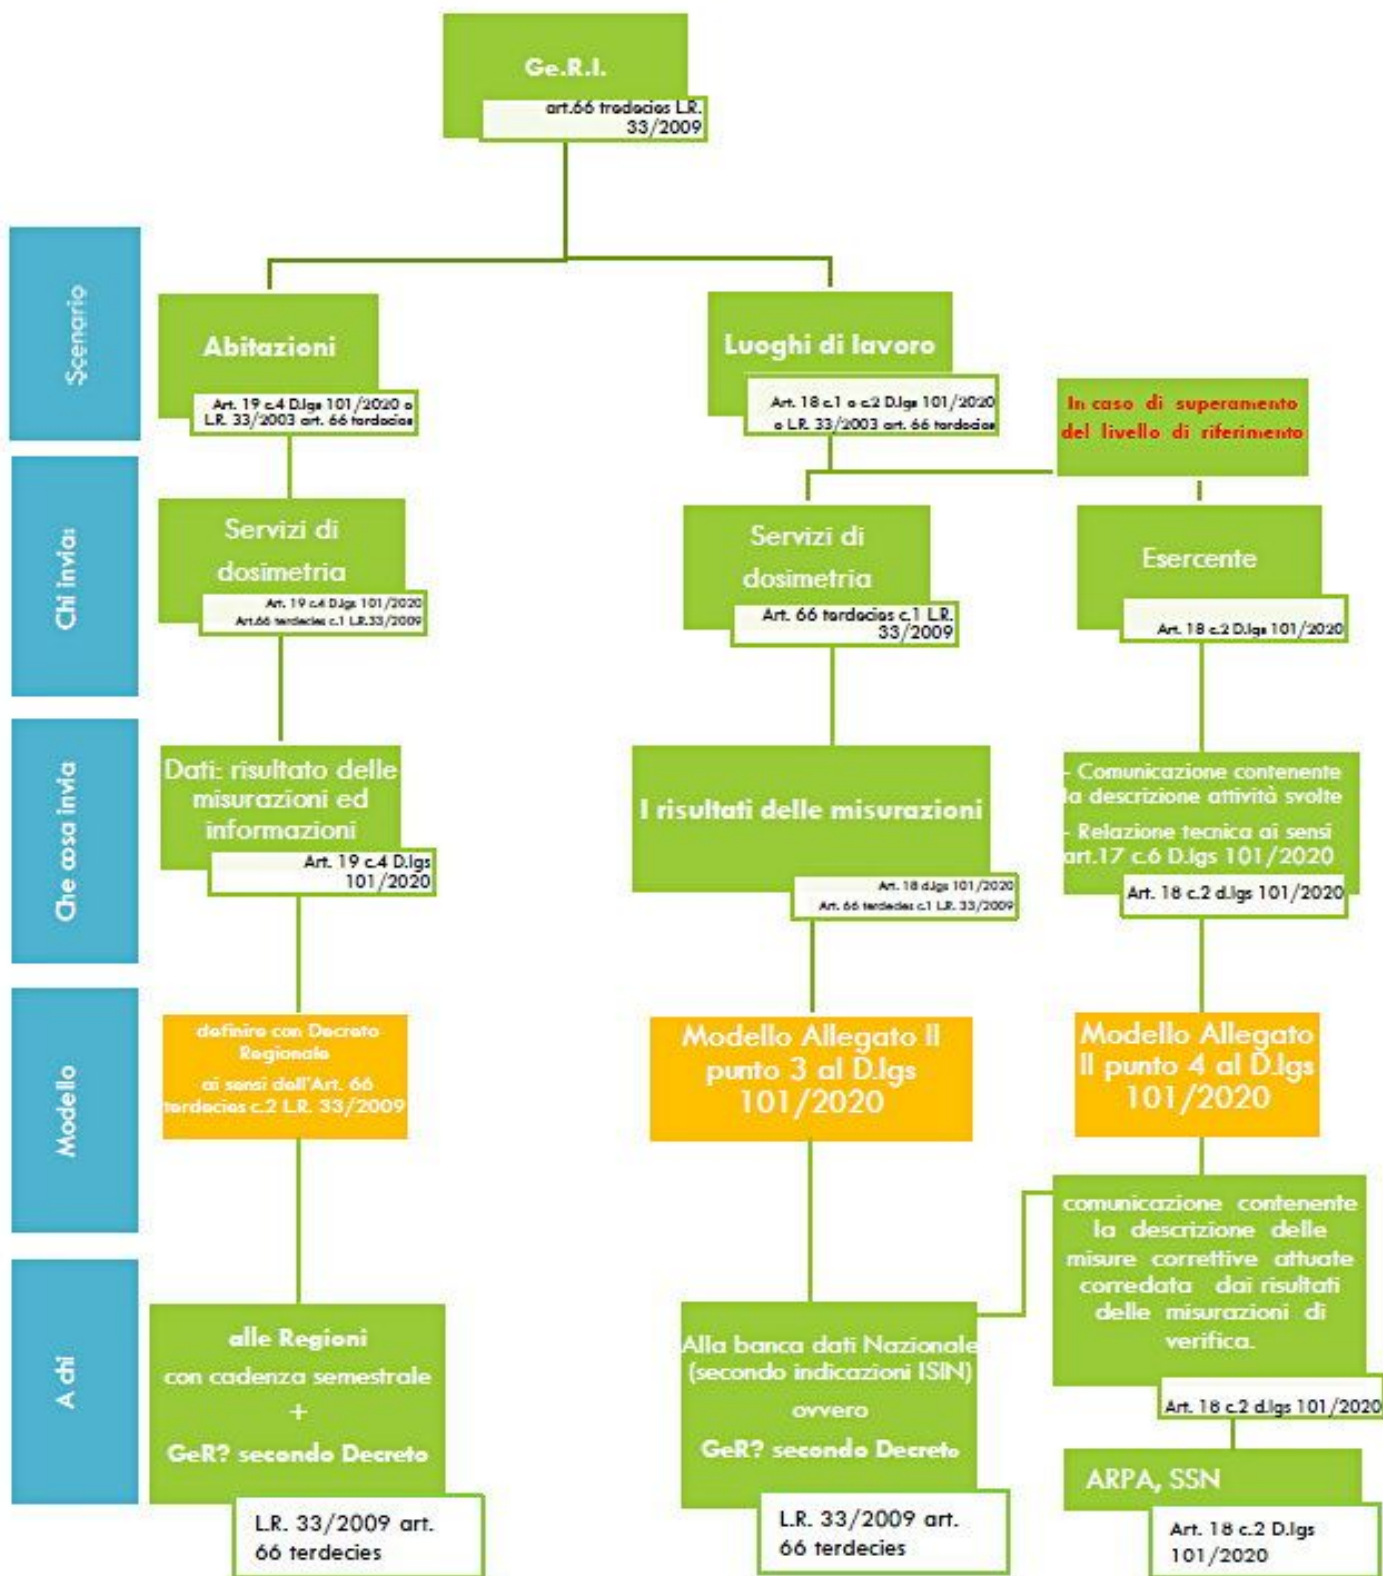 Ge.R.I.
art.66 tredecies L.R.
33/2009
Scenario
Abitazioni
Art. 19 c.4 D.lgs 101/2020 e
L.R. 33/2003 art. 66 terdecies
Luoghi di lavoro
Art. 18 c.1 o c.2 D.lgs 101/2020
e L.R. 33/2003 art. 66 terdecies
In caso di superamento
del livello di riferimento
Chi invia:
Servizi di
dosimetria
Art. 19 c.4 D.lgs 101/2020
Art.66 terdecies c.1 L.R.33/2009
Servizi di
dosimetria
Art. 66 terdecies c.1 L.R.
33/2009
Esercente
Art. 18 c.2 D.lgs 101/2020
Che cosa invia
Dati: risultato delle
misurazioni ed
informazioni
Art. 19 c.4 D.lgs
101/2020
I risultati delle misurazioni
Art. 18 d.lgs 101/2020
Art. 66 terdecies c.1 L.R. 33/2009
- Comunicazione contenente
la descrizione attività svolte
- Relazione tecnica ai sensi
art.17 c.6 D.lgs 101/2020
Art. 18 c.2 d.lgs 101/2020
Modello
definire con Decreto
Regionale
ai sensi dell'Art. 66
terdecies c.2 L.R. 33/2009
Modello Allegato II
punto 3 al D.lgs
101/2020
Modello Allegato
II punto 4 al D.lgs
101/2020
A chi
alle Regioni
con cadenza semestrale
+
GeR? secondo Decreto
L.R. 33/2009 art.
66 terdecies
Alla banca dati Nazionale
(secondo indicazioni ISIN)
ovvero
GeR? secondo Decreto
L.R. 33/2009 art.
66 terdecies
comunicazione contenente
la descrizione delle
misure correttive attuate
corredata dai risultati
delle misurazioni di
verifica.
Art. 18 c.2 d.lgs 101/2020
ARPA, SSN
Art. 18 c.2 D.lgs
101/2020